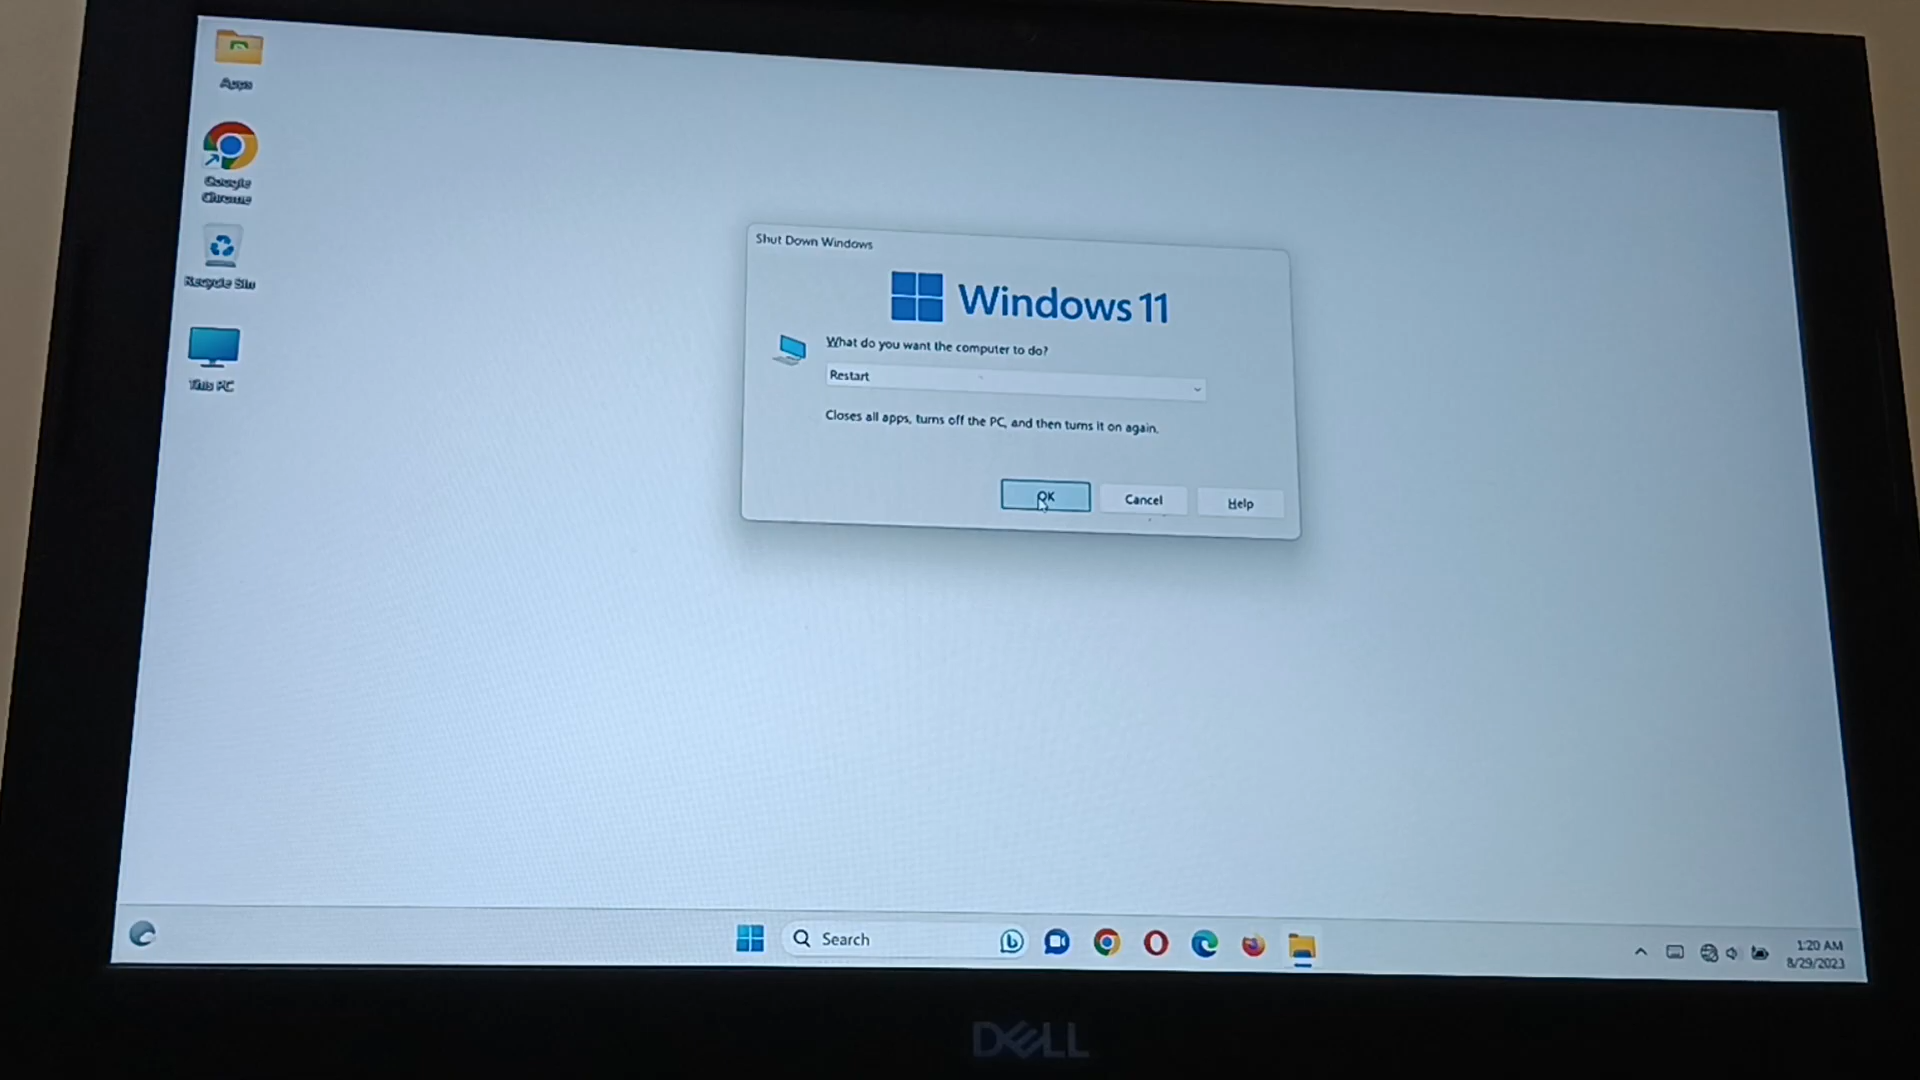 Apps
Google
Chrome
Recycle Bin
This PC
Shut Down Windows
Windows 11
What do you want the computer to do?
Restart
Closes all apps, turns off the PC, and then turns it on again.
OK
Cancel
Help
Search
1:20 AM
8/29/2023
DELL